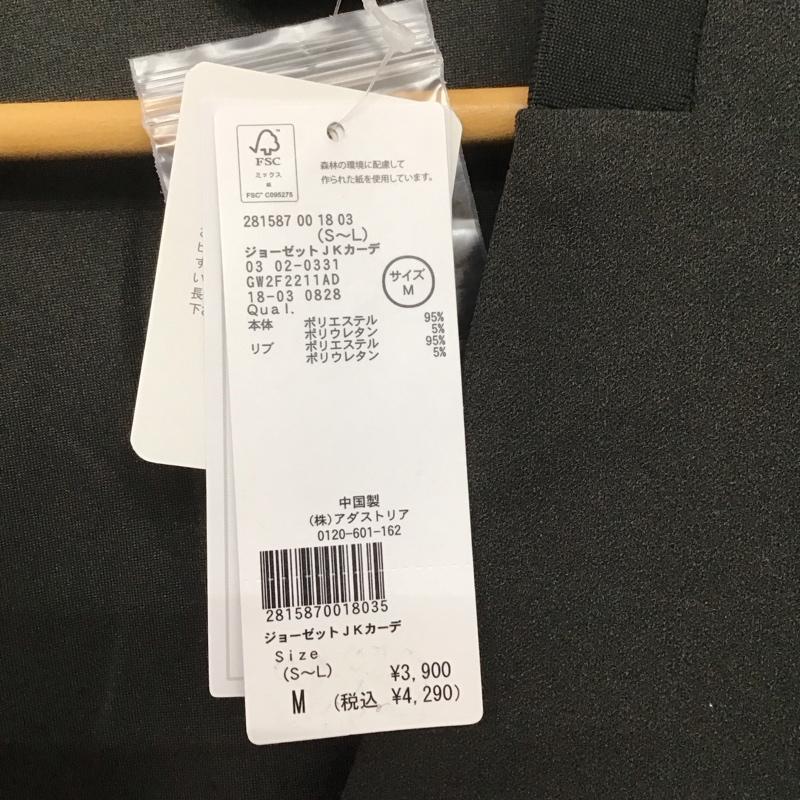 FSC
ミックス
紙
FSC™ C095275
森林の環境に配慮して
作られた紙を使用しています。
281587 00 18 03
(S~L)
ジョーゼットJKカーデ
03 02-0331
GW2F2211AD
18-03 0828
サイズ
M
Qual.
本体 ポリエステル 95%
ポリウレタン 5%
リブ ポリエステル 95%
ポリウレタン 5%
中国製
(株)アダストリア
0120-601-162
2815870018035
ジョーゼットJKカーデ
Size
(S~L) ¥3,900
M (税込 ¥4,290)